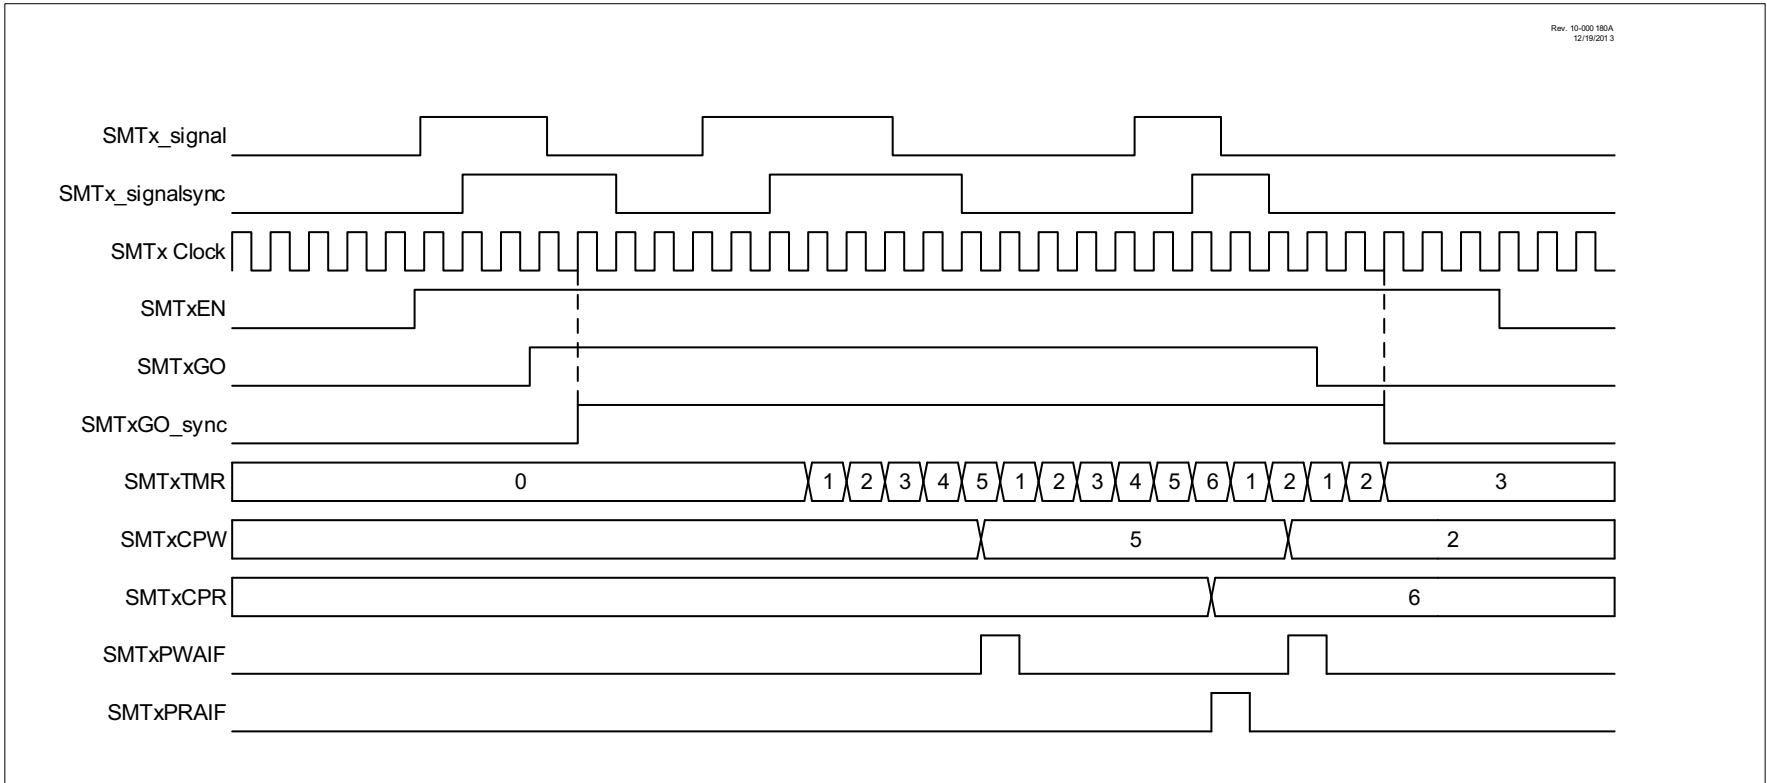 Rev. 10-000 180A
12/19/201 3
SMTx_signal
SMTx_signalsync
SMTx Clock
SMTxEN
SMTxGO
SMTxGO_sync
SMTxTMR 0 1 2 3 4 5 1 2 3 4 5 6 1 2 1 2 3
SMTxCPW 5 2
SMTxCPR 6
SMTxPWAIF
SMTxPRAIF